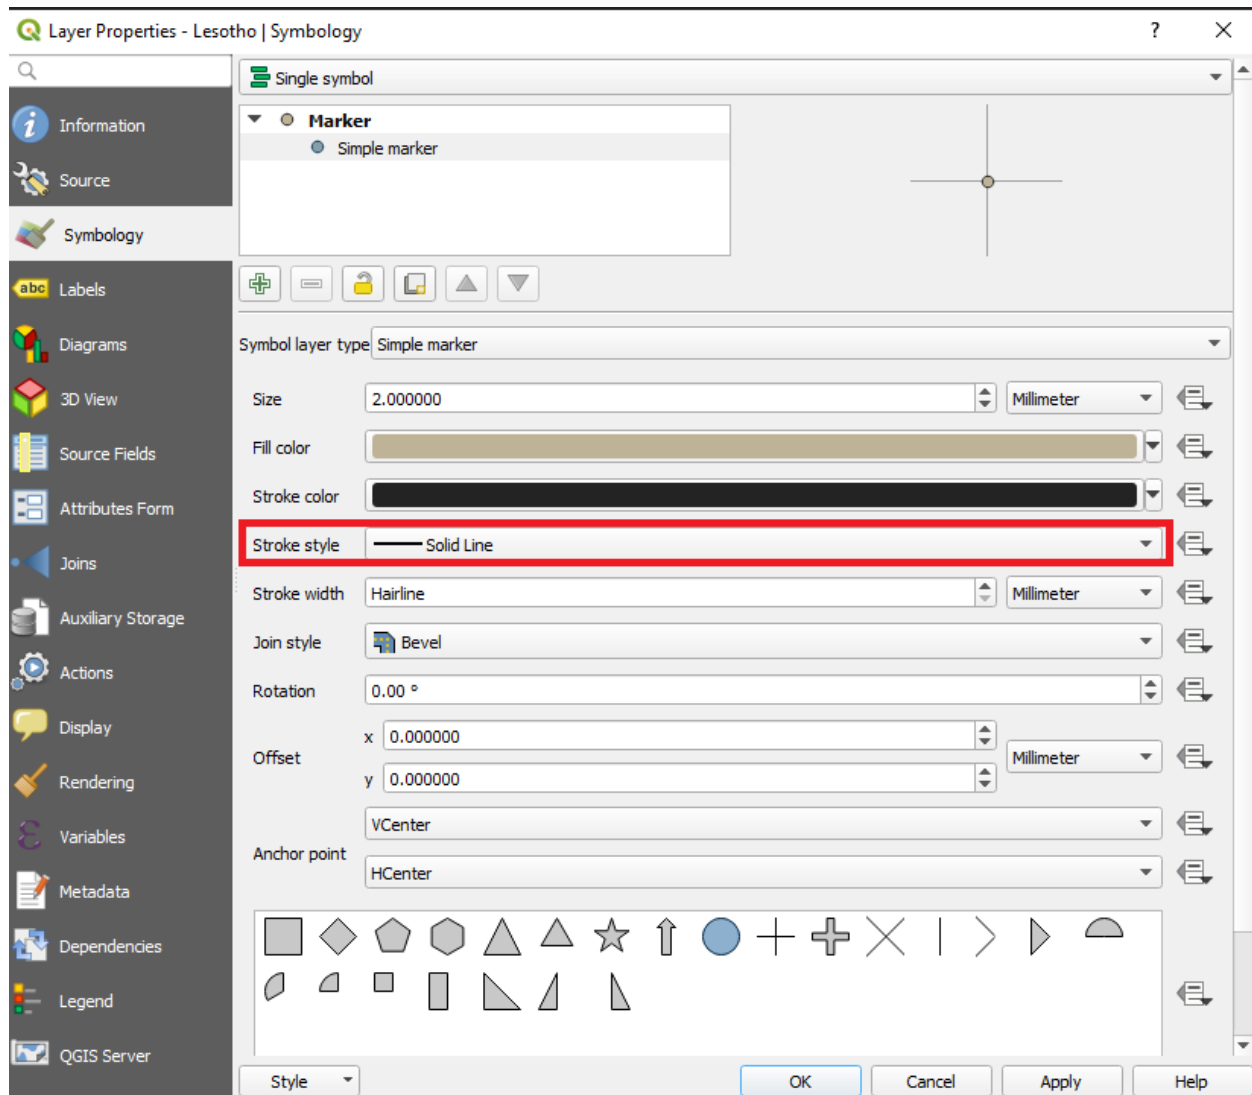 Layer Properties - Lesotho | Symbology
?
Single symbol
Information
Source
Symbology
abc Labels
Diagrams
3D View
Source Fields
Attributes Form
Joins
Auxiliary Storage
Actions
Display
Rendering
Variables
Metadata
Dependencies
Legend
QGIS Server
Marker
Simple marker
Symbol layer type Simple marker
Size 2.000000 Millimeter
Fill color
Stroke color
Stroke style Solid Line
Stroke width Hairline Millimeter
Join style Bevel
Rotation 0.00 °
Offset x 0.000000 Millimeter
y 0.000000
Anchor point VCenter
HCenter
Style OK Cancel Apply Help